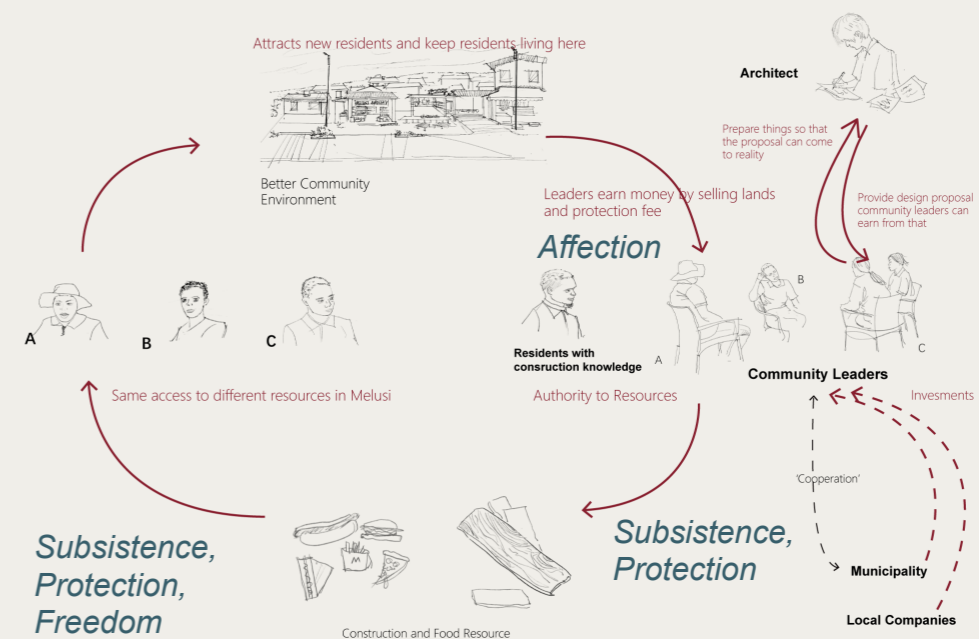 Attracts new residents and keep residents living here
Architect
Prepare things so that
the proposal can come
to reality
Better Community
Environment
Leaders earn money by selling lands
and protection fee
Provide design proposal
community leaders can
earn from that
Affection
A
B
C
Residents with
consruction knowledge
A
B
C
Community Leaders
Same access to different resources in Melusi
Authority to Resources
Invesments
'Cooperation'
M
Subsistence,
Protection,
Freedom
Subsistence,
Protection
Municipality
Local Companies
Construction and Food Resource